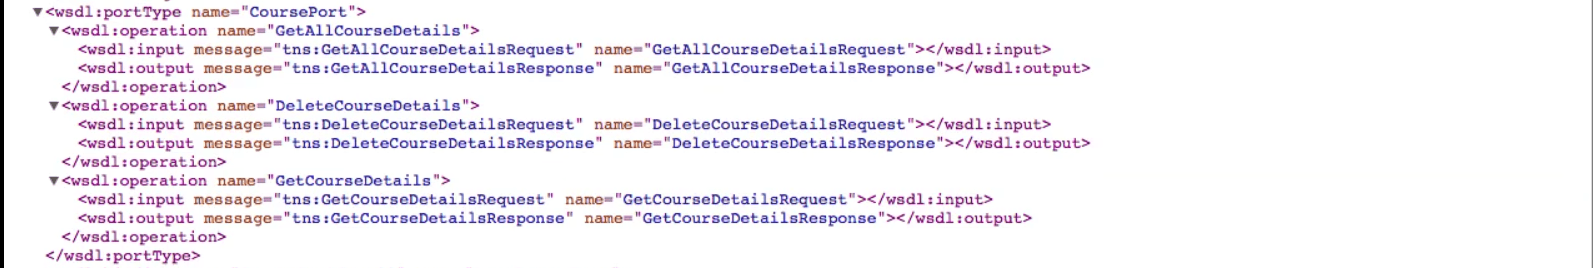 ▼<wsdl:portType name="CoursePort">
▼<wsdl:operation name="GetAllCourseDetails">
<wsdl:input message="tns:GetAllCourseDetailsRequest" name="GetAllCourseDetailsRequest"></wsdl:input>
<wsdl:output message="tns:GetAllCourseDetailsResponse" name="GetAllCourseDetailsResponse"></wsdl:output>
</wsdl:operation>
▼<wsdl:operation name="DeleteCourseDetails">
<wsdl:input message="tns:DeleteCourseDetailsRequest" name="DeleteCourseDetailsRequest"></wsdl:input>
<wsdl:output message="tns:DeleteCourseDetailsResponse" name="DeleteCourseDetailsResponse"></wsdl:output>
</wsdl:operation>
▼<wsdl:operation name="GetCourseDetails">
<wsdl:input message="tns:GetCourseDetailsRequest" name="GetCourseDetailsRequest"></wsdl:input>
<wsdl:output message="tns:GetCourseDetailsResponse" name="GetCourseDetailsResponse"></wsdl:output>
</wsdl:operation>
</wsdl:portType>